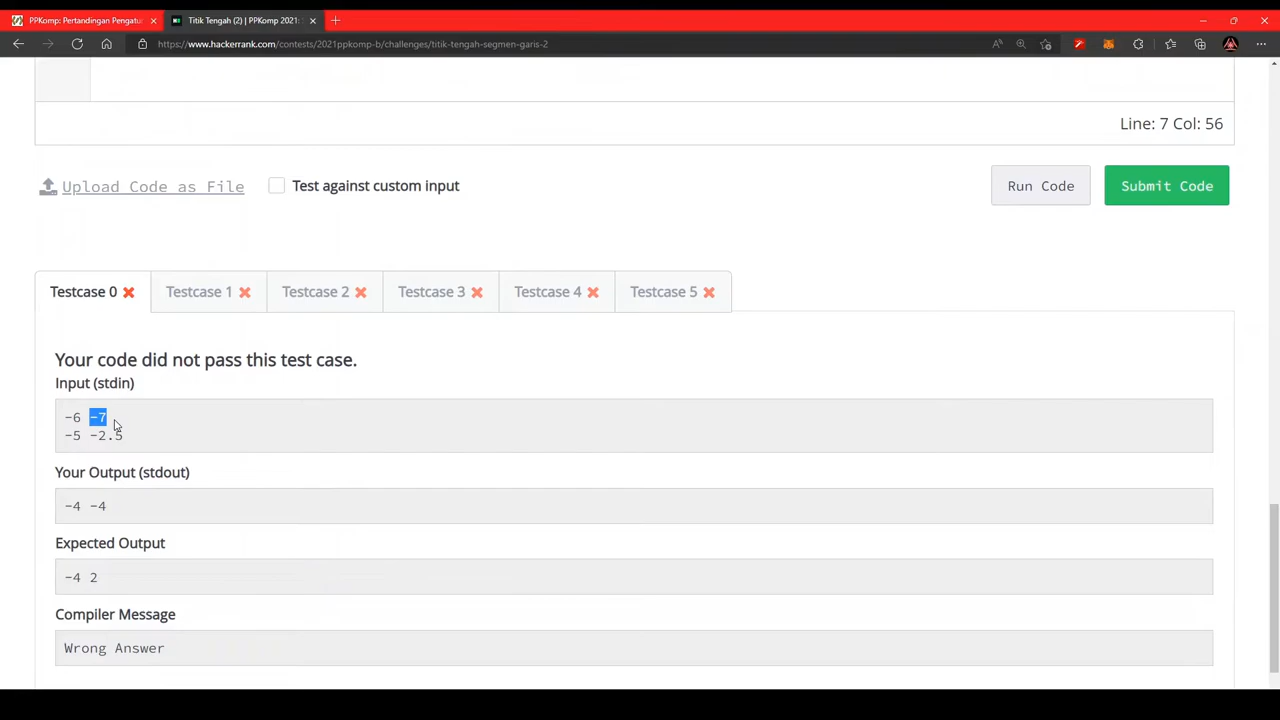 PPKomp: Pertandingan Pengatu
Titik Tengah (2) | PPKomp 2021:
https://www.hackerrank.com/contests/2021ppkomp-b/challenges/titik-tengah-segmen-garis-2
Line: 7 Col: 56
Upload Code as File
Test against custom input
Run Code
Submit Code
Testcase 0
Testcase 1
Testcase 2
Testcase 3
Testcase 4
Testcase 5
Your code did not pass this test case.
Input (stdin)
-6 -7
-5 -2.5
Your Output (stdout)
-4 -4
Expected Output
-4 2
Compiler Message
Wrong Answer